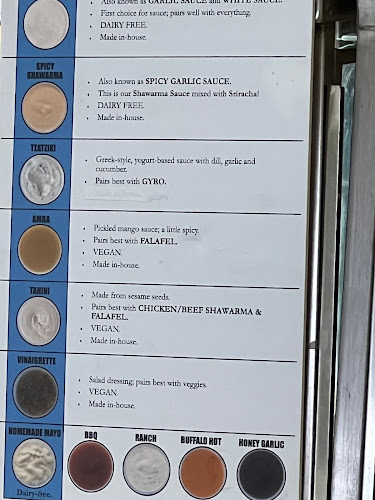 • Also known as GARLIC SAUCE and WHITE SAUCE.
• First choice for sauce; pairs well with everything.
• DAIRY FREE.
• Made in-house.
SPICY
SHAWARMA
• Also known as SPICY GARLIC SAUCE.
• This is our Shawarma Sauce mixed with Sriracha!
• DAIRY FREE.
• Made in-house.
TZATZIKI
• Greek-style, yogurt-based sauce with dill, garlic and
cucumber.
• Pairs best with GYRO.
AMBA
• Pickled mango sauce; a little spicy.
• Pairs best with FALAFEL.
• VEGAN.
• Made in-house.
TAHINI
• Made from sesame seeds.
• Pairs best with CHICKEN/BEEF SHAWARMA &
FALAFEL.
• VEGAN.
• Made in-house.
VINAIGRETTE
• Salad dressing; pairs best with veggies.
• VEGAN.
• Made in-house.
HOMEMADE MAYO
Dairy-free.
BBQ
RANCH
BUFFALO HOT
HONEY GARLIC